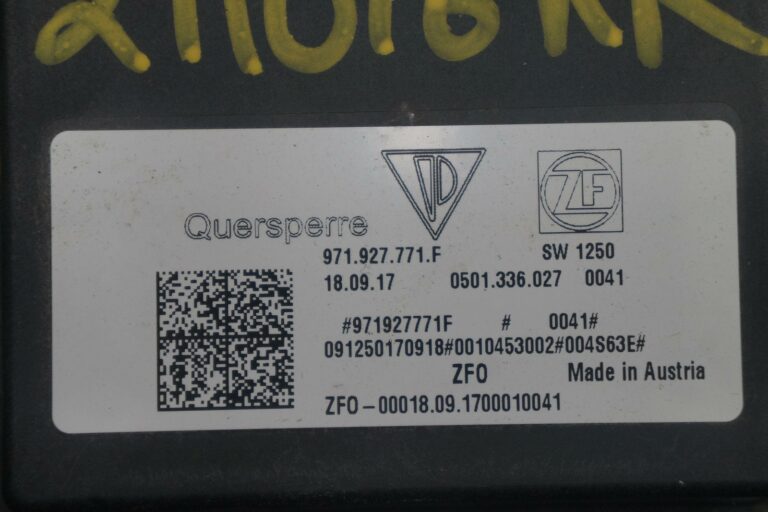 Quersperre
ZF
971.927.771.F SW 1250
18.09.17 0501.336.027 0041
#971927771F # 0041#
091250170918#0010453002#004S63E#
ZFO Made in Austria
ZFO-00018.09.1700010041